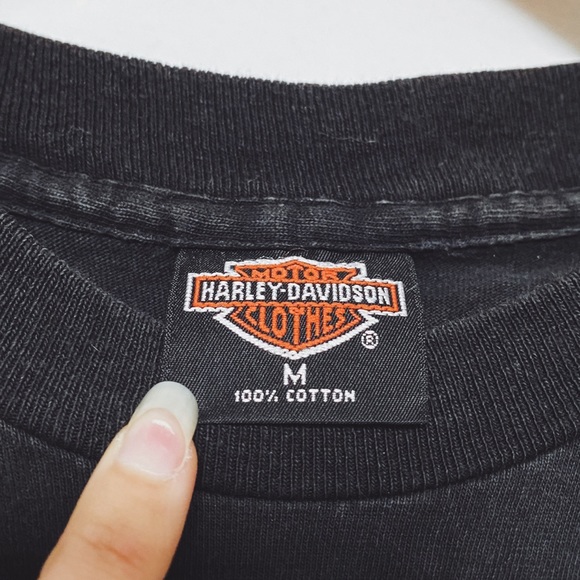 MOTOR
HARLEY-DAVIDSON
CLOTHES
®
M
100% COTTON